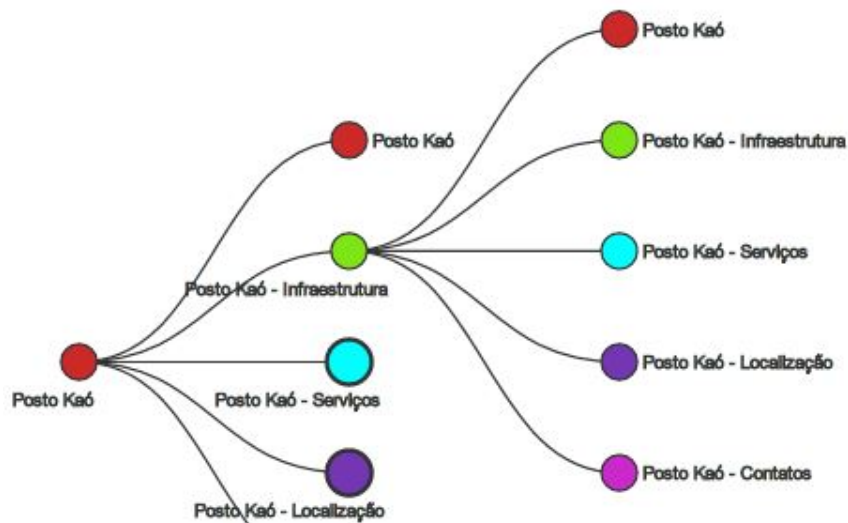 Posto Kaó
Posto Kaó
Posto Kaó - Infraestrutura
Posto Kaó - Serviços
Posto Kaó - Infraestrutura
Posto Kaó
Posto Kaó - Serviços
Posto Kaó - Localização
Posto Kaó - Contatos
Posto Kaó - Localização